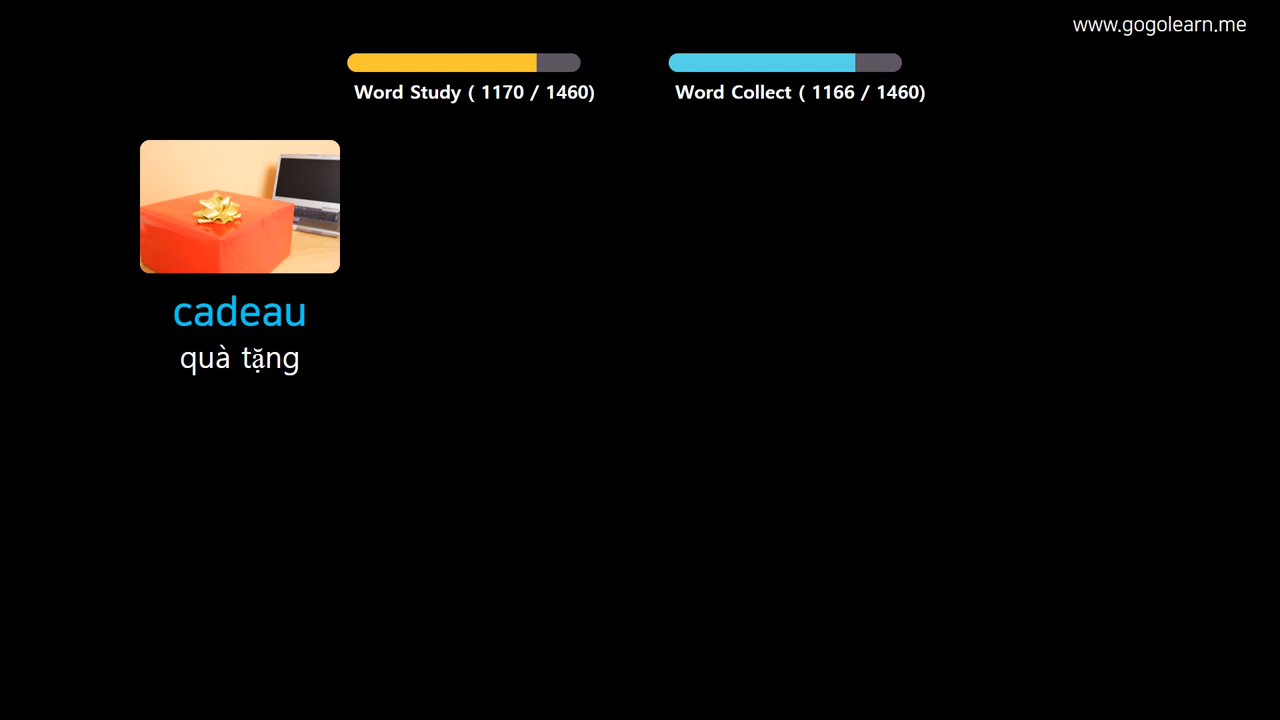 www.gogolearn.me
Word Study ( 1170 / 1460)
Word Collect ( 1166 / 1460)
cadeau
quà tặng